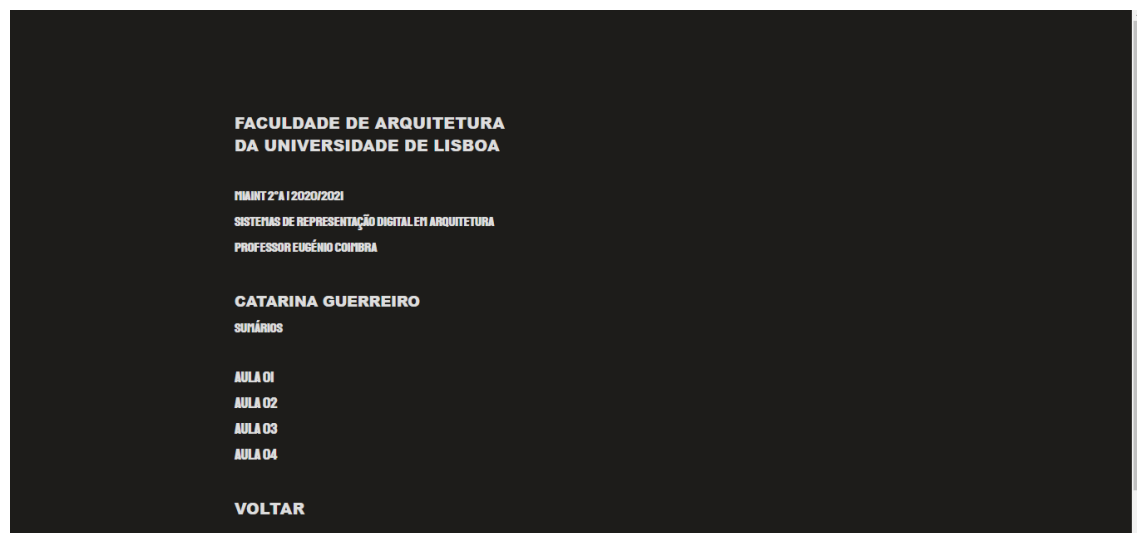 FACULDADE DE ARQUITETURA
DA UNIVERSIDADE DE LISBOA
MIAINT 2ºA | 2020/2021
SISTEMAS DE REPRESENTAÇÃO DIGITAL EM ARQUITETURA
PROFESSOR EUGÉNIO COIMBRA
CATARINA GUERREIRO
SUMÁRIOS
AULA 01
AULA 02
AULA 03
AULA 04
VOLTAR